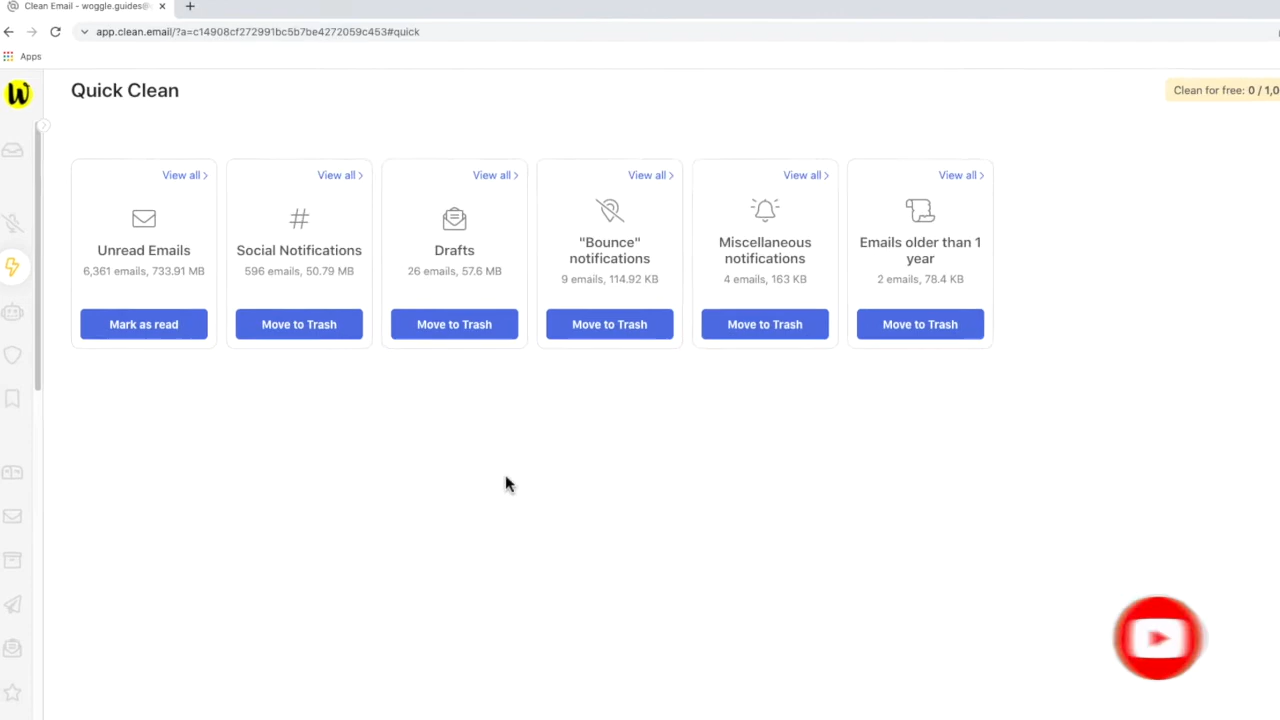 Clean Email - woggle.guides@
app.clean.email/?a=c14908cf272991bc5b7be4272059c453#quick
Apps
W
Quick Clean
Clean for free: 0 / 1,0
View all >
Unread Emails
6,361 emails, 733.91 MB
Mark as read
View all >
Social Notifications
596 emails, 50.79 MB
Move to Trash
View all >
Drafts
26 emails, 57.6 MB
Move to Trash
View all >
"Bounce"
notifications
9 emails, 114.92 KB
Move to Trash
View all >
Miscellaneous
notifications
4 emails, 163 KB
Move to Trash
View all >
Emails older than 1
year
2 emails, 78.4 KB
Move to Trash